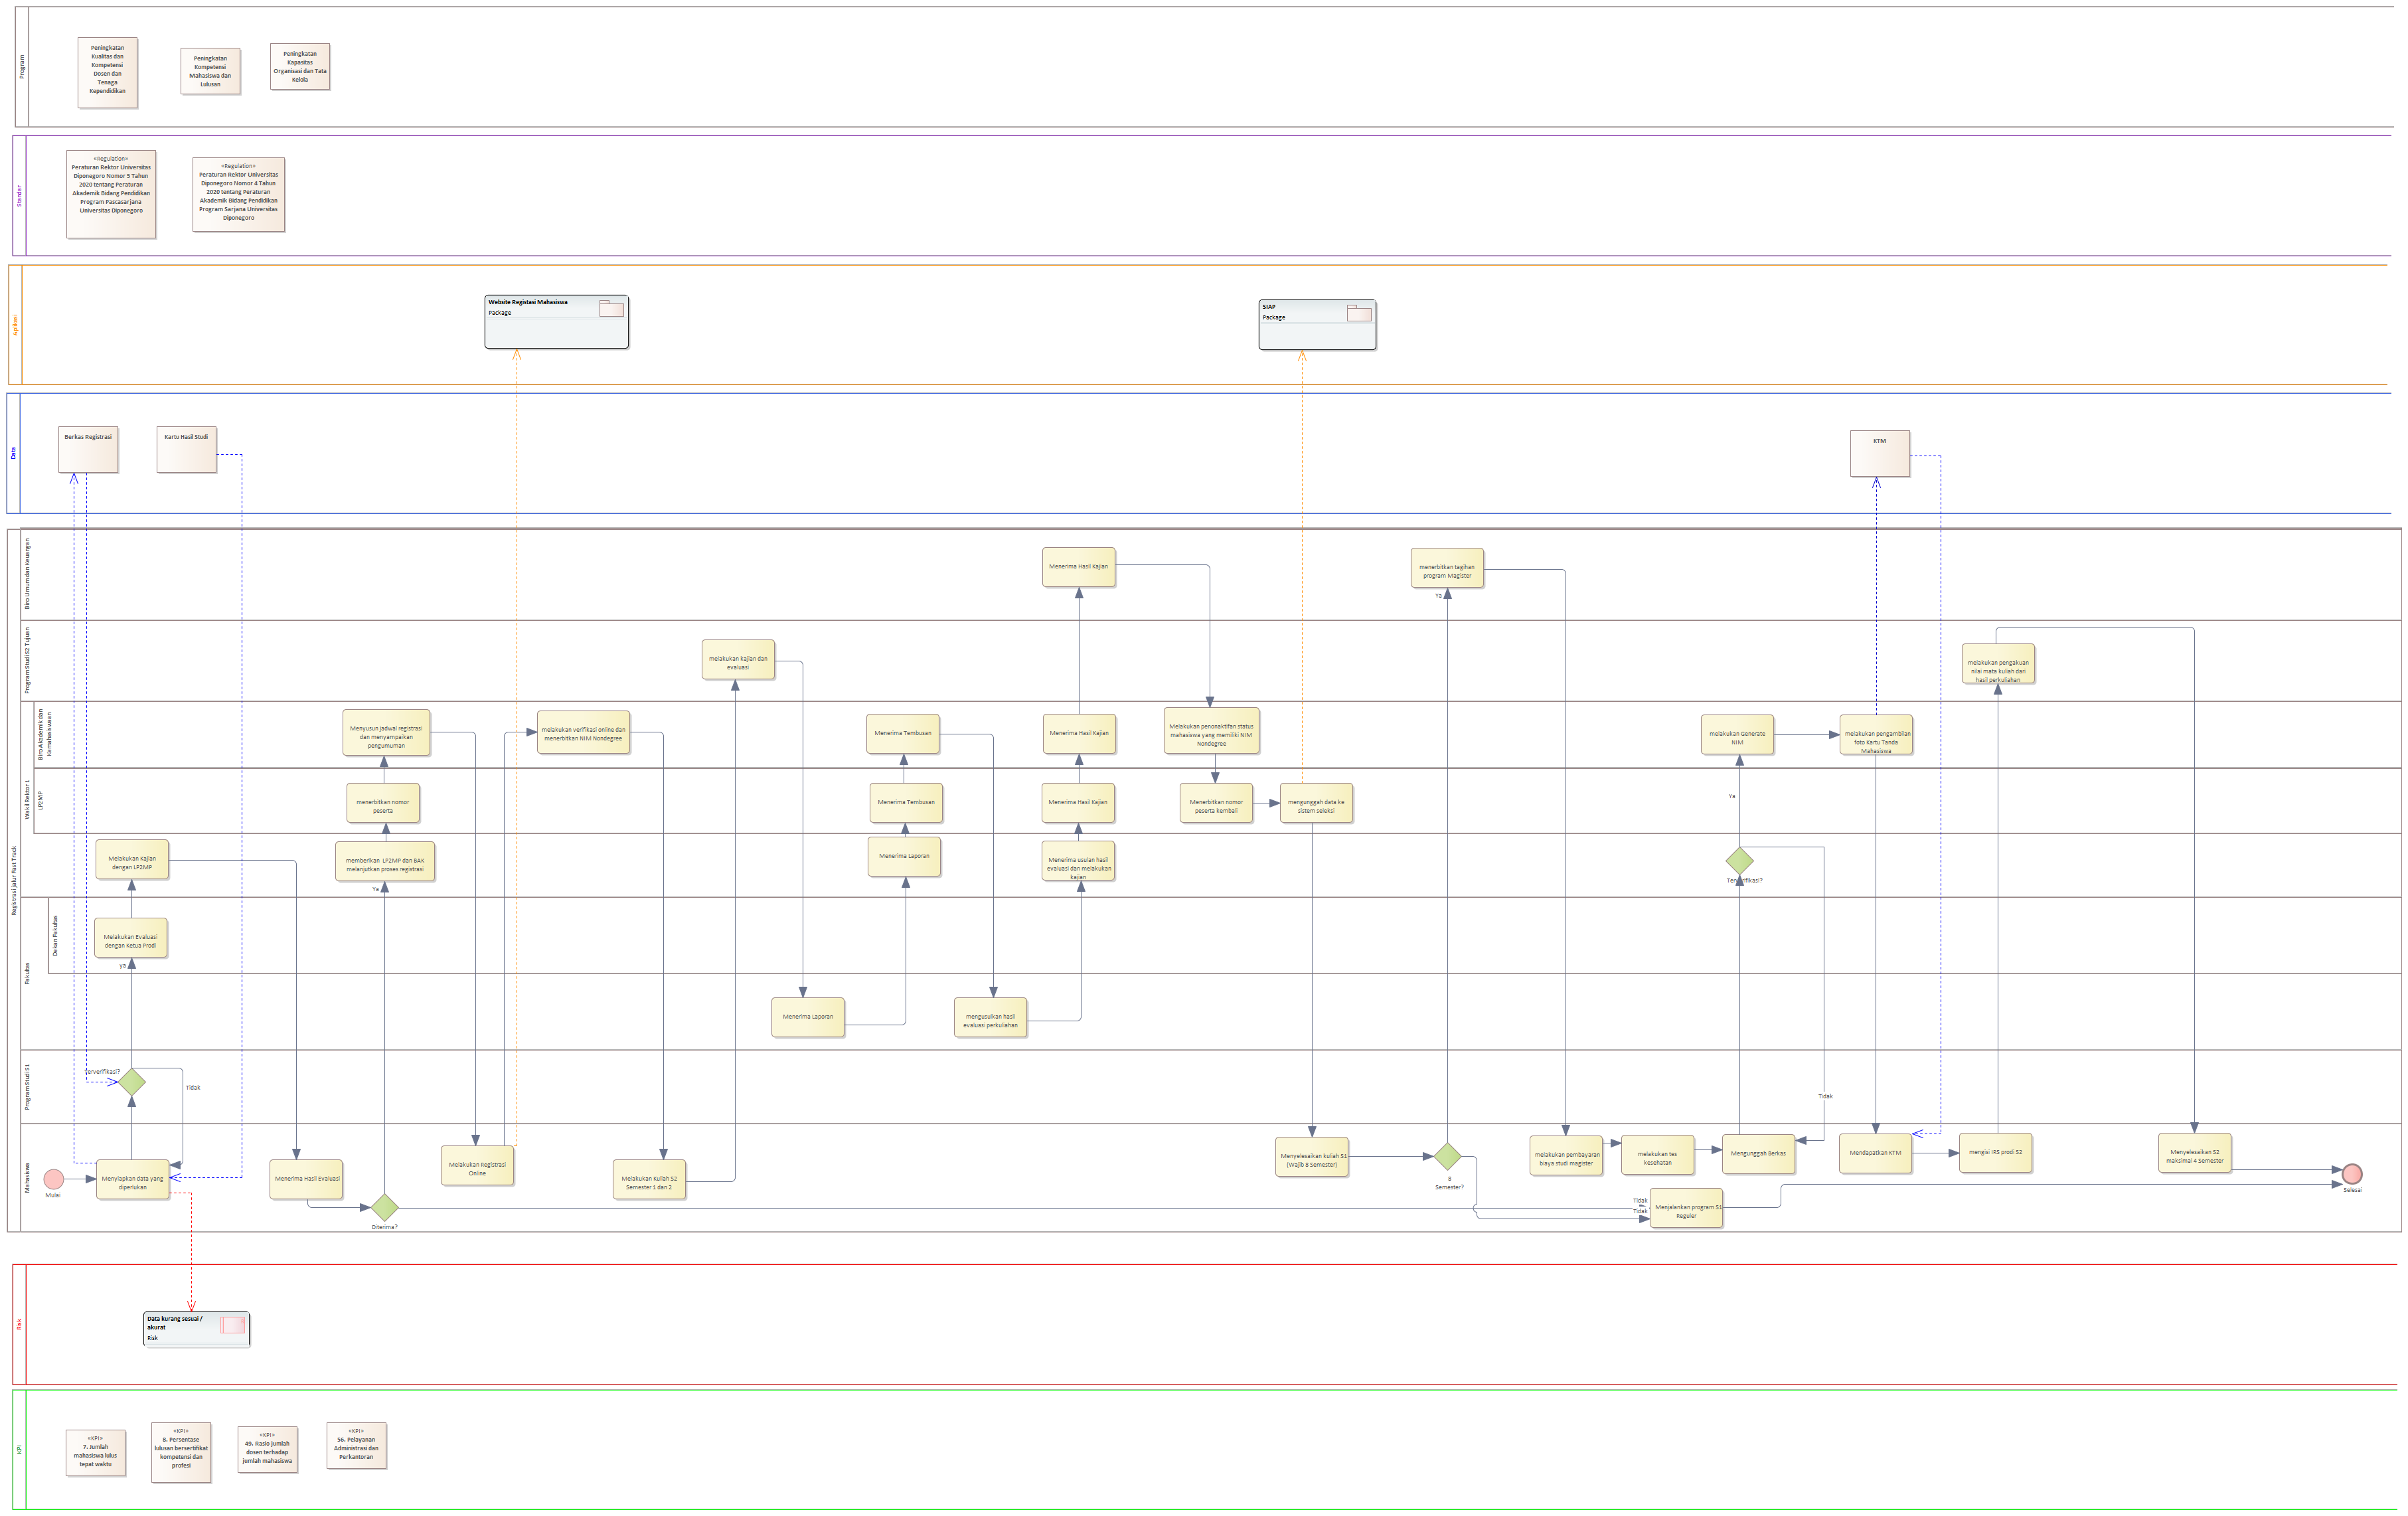 Program
Peningkatan
Kualitas dan
Kompetensi
Dosen dan
Tenaga
Kependidikan
Peningkatan
Kompetensi
Mahasiswa dan
Lulusan
Peningkatan
Kapasitas
Organisasi dan Tata
Kelola
Standar
«Regulation»
Peraturan Rektor Universitas
Diponegoro Nomor 5 Tahun
2020 tentang Peraturan
Akademik Bidang Pendidikan
Program Pascasarjana
Universitas Diponegoro
«Regulation»
Peraturan Rektor Universitas
Diponegoro Nomor 4 Tahun
2020 tentang Peraturan
Akademik Bidang Pendidikan
Program Sarjana Universitas
Diponegoro
Aplikasi
Website Registasi Mahasiswa
Package
SIAP
Package
Data
Berkas Registrasi
Kartu Hasil Studi
KTM
Registrasi Jalur Fast Track
Biro Umum dan Keuangan
Menerima Hasil Kajian
menerbitkan tagihan
program Magister
Ya
Program Studi S2 Tujuan
melakukan kajian dan
evaluasi
melakukan pengakuan
nilai mata kuliah dari
hasil perkuliahan
Wakil Rektor 1
Biro Akademik dan
Kemahasiswaan
Menyusun jadwal registrasi
dan menyampaikan
pengumuman
melakukan verifikasi online dan
menerbitkan NIM Nondegree
Menerima Tembusan
Menerima Hasil Kajian
Melakukan penonaktifan status
mahasiswa yang memiliki NIM
Nondegree
melakukan Generate
NIM
melakukan pengambilan
foto Kartu Tanda
Mahasiswa
LP2MP
menerbitkan nomor
peserta
Menerima Tembusan
Menerima Hasil Kajian
Menerbitkan nomor
peserta kembali
mengunggah data ke
sistem seleksi
Ya
Melakukan Kajian
dengan LP2MP
memberikan LP2MP dan BAK
melanjutkan proses registrasi
Ya
Menerima Laporan
Menerima usulan hasil
evaluasi dan melakukan
kajian
Terverifikasi?
Fakultas
Dekan Fakultas
Melakukan Evaluasi
dengan Ketua Prodi
ya
Menerima Laporan
mengusulkan hasil
evaluasi perkuliahan
Program Studi S1
Terverifikasi?
Tidak
Tidak
Mahasiswa
Mulai
Menyiapkan data yang
diperlukan
Menerima Hasil Evaluasi
Diterima?
Melakukan Registrasi
Online
Melakukan Kuliah S2
Semester 1 dan 2
Menyelesaikan kuliah S1
(Wajib 8 Semester)
8
Semester?
melakukan pembayaran
biaya studi magister
melakukan tes
kesehatan
Mengunggah Berkas
Tidak
Tidak
Menjalankan program S1
Reguler
Mendapatkan KTM
mengisi IRS prodi S2
Menyelesaikan S2
maksimal 4 Semester
Selesai
Risk
Data kurang sesuai /
akurat
Risk
KPI
«KPI»
7. Jumlah
mahasiswa lulus
tepat waktu
«KPI»
8. Persentase
lulusan bersertifikat
kompetensi dan
profesi
«KPI»
49. Rasio jumlah
dosen terhadap
jumlah mahasiswa
«KPI»
56. Pelayanan
Administrasi dan
Perkantoran